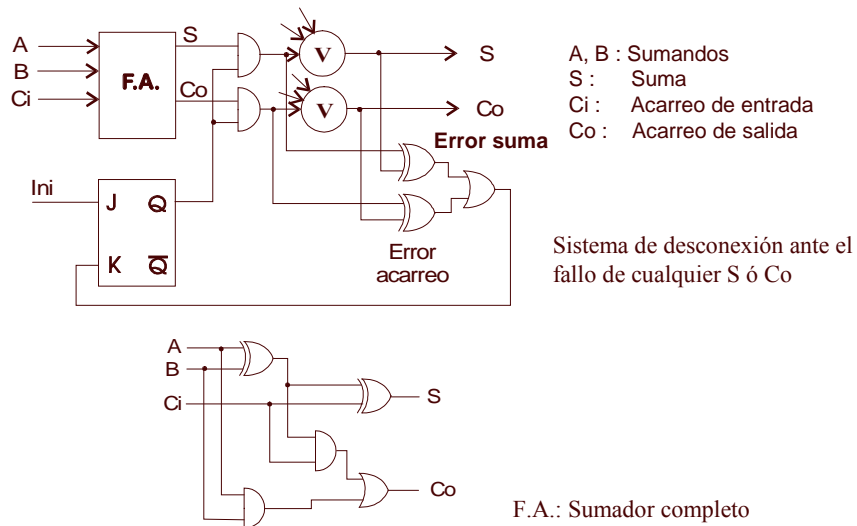 A
B
Ci
F.A.
S
Co
V
V
S
Co
A, B : Sumandos
S : Suma
Ci : Acarreo de entrada
Co : Acarreo de salida
Error suma
Ini
J Q
K Q̅
Error
acarreo
Sistema de desconexión ante el
fallo de cualquier S ó Co
A
B
Ci
S
Co
F.A.: Sumador completo